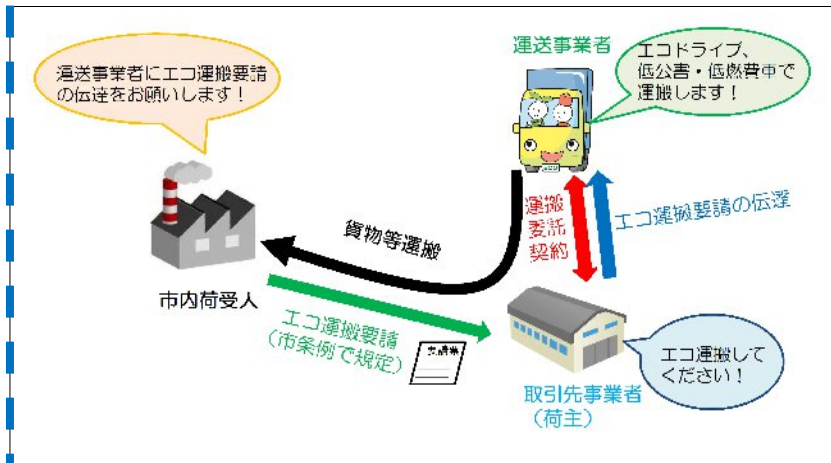 運送事業者にエコ運搬要請
の伝達をお願いします！
運送事業者
エコドライブ、
低公害・低燃費車で
運搬します！
貨物等運搬
運搬
委託
契約
エコ運搬要請の伝達
市内荷受人
エコ運搬要請
（市条例で規定）
要請書
エコ運搬して
ください！
取引先事業者
（荷主）